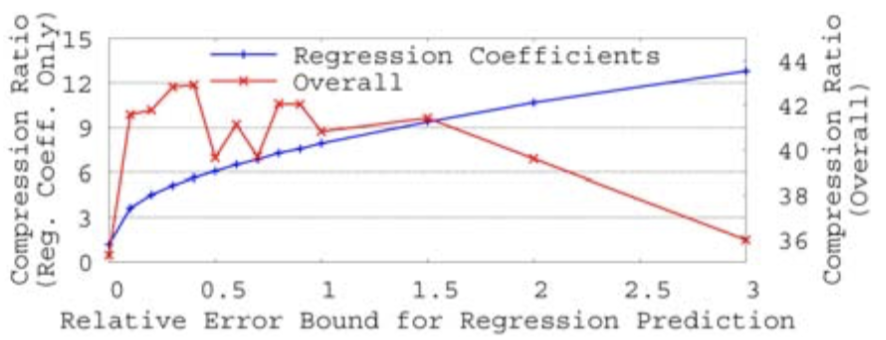 Compression Ratio
(Reg. Coeff. Only)
15
12
9
6
3
0
Regression Coefficients
Overall
44
42
40
38
36
Compression Ratio
(Overall)
0 0.5 1 1.5 2 2.5 3
Relative Error Bound for Regression Prediction